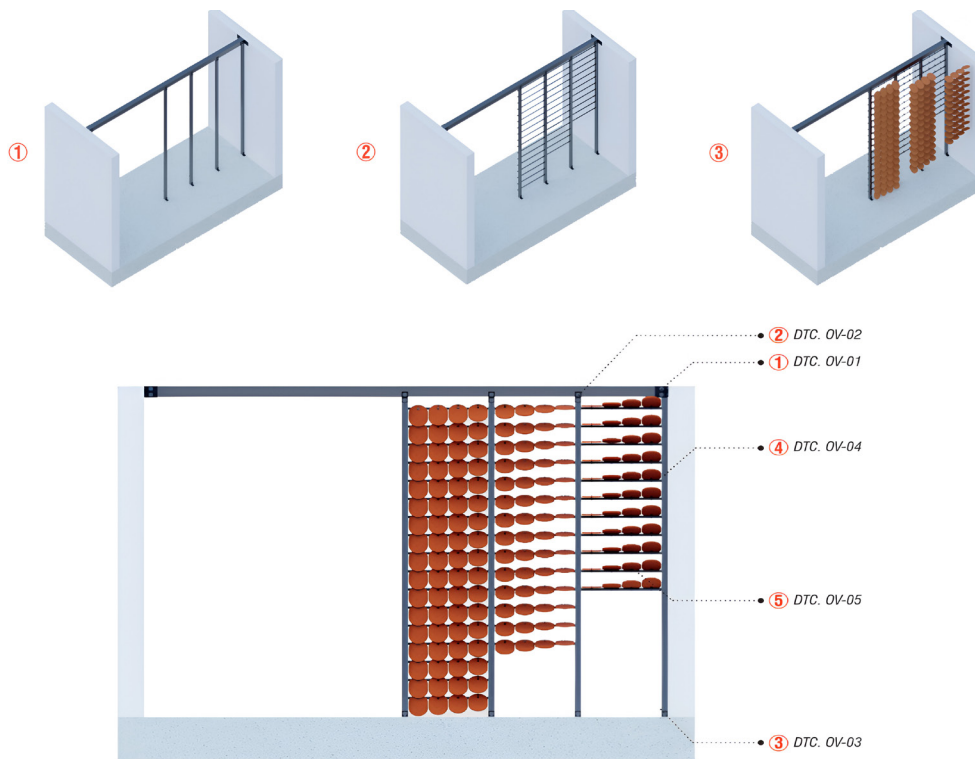 ①
②
③
② DTC. OV-02
① DTC. OV-01
④ DTC. OV-04
⑤ DTC. OV-05
③ DTC. OV-03